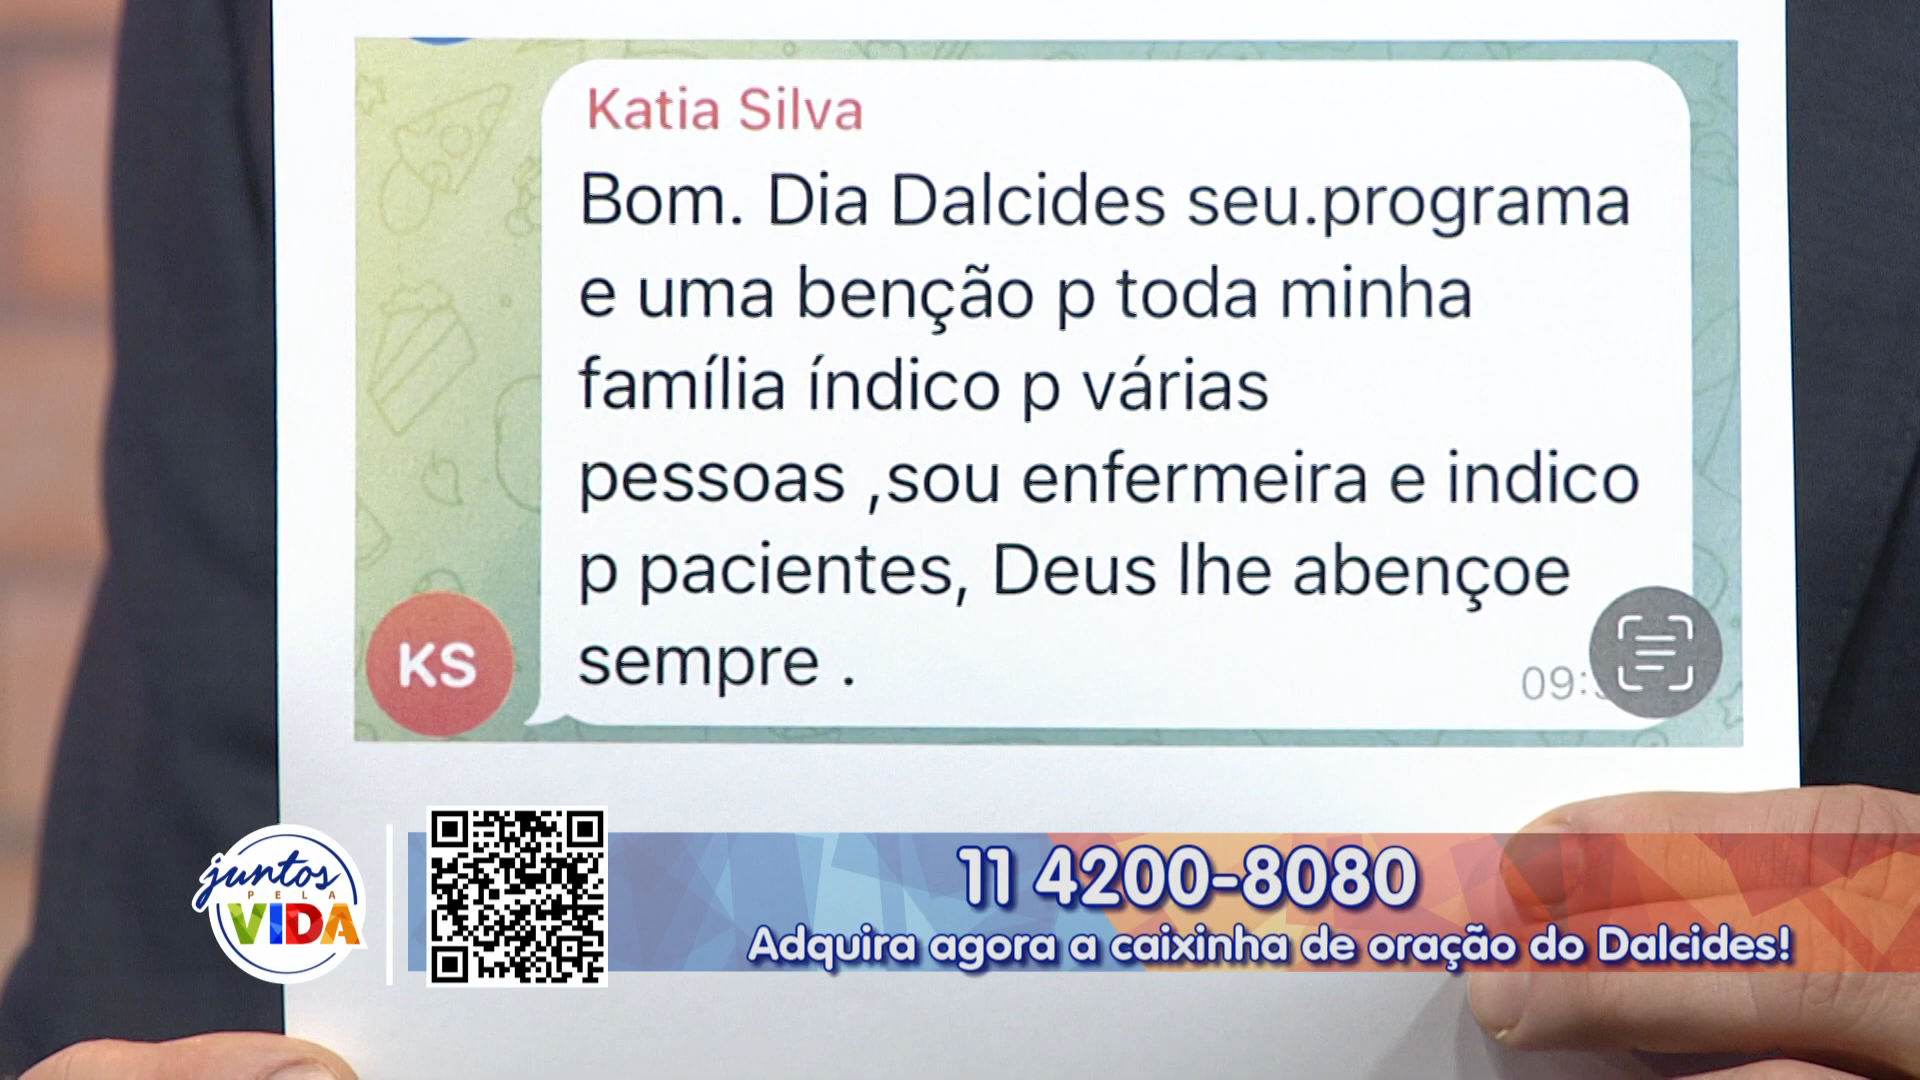 Katia Silva
Bom. Dia Dalcides seu.programa
e uma benção p toda minha
família índico p várias
pessoas ,sou enfermeira e indico
p pacientes, Deus lhe abençoe
sempre .
09:
KS
juntos
PELA
VIDA
11 4200-8080
Adquira agora a caixinha de oração do Dalcides!